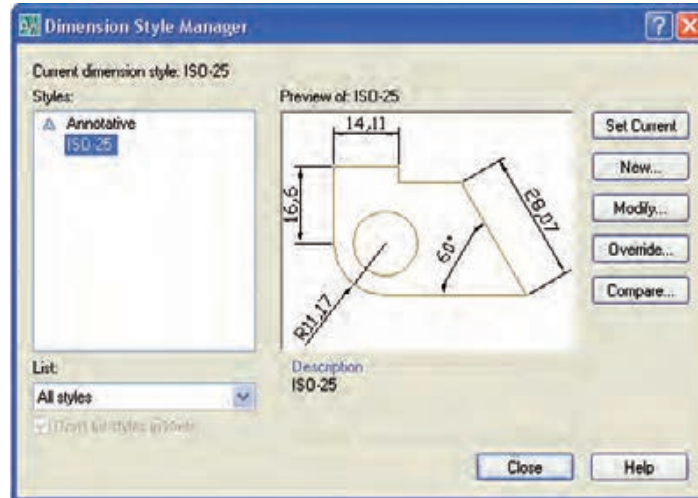 Dimension Style Manager
Current dimension style: ISO-25
Styles:
Annotative
ISO-25
Preview of: ISO-25
14,11
16,6
28,07
60°
R11,17
Set Current
New...
Modify...
Override...
Compare...
List:
All styles
Description
ISO-25
Close
Help